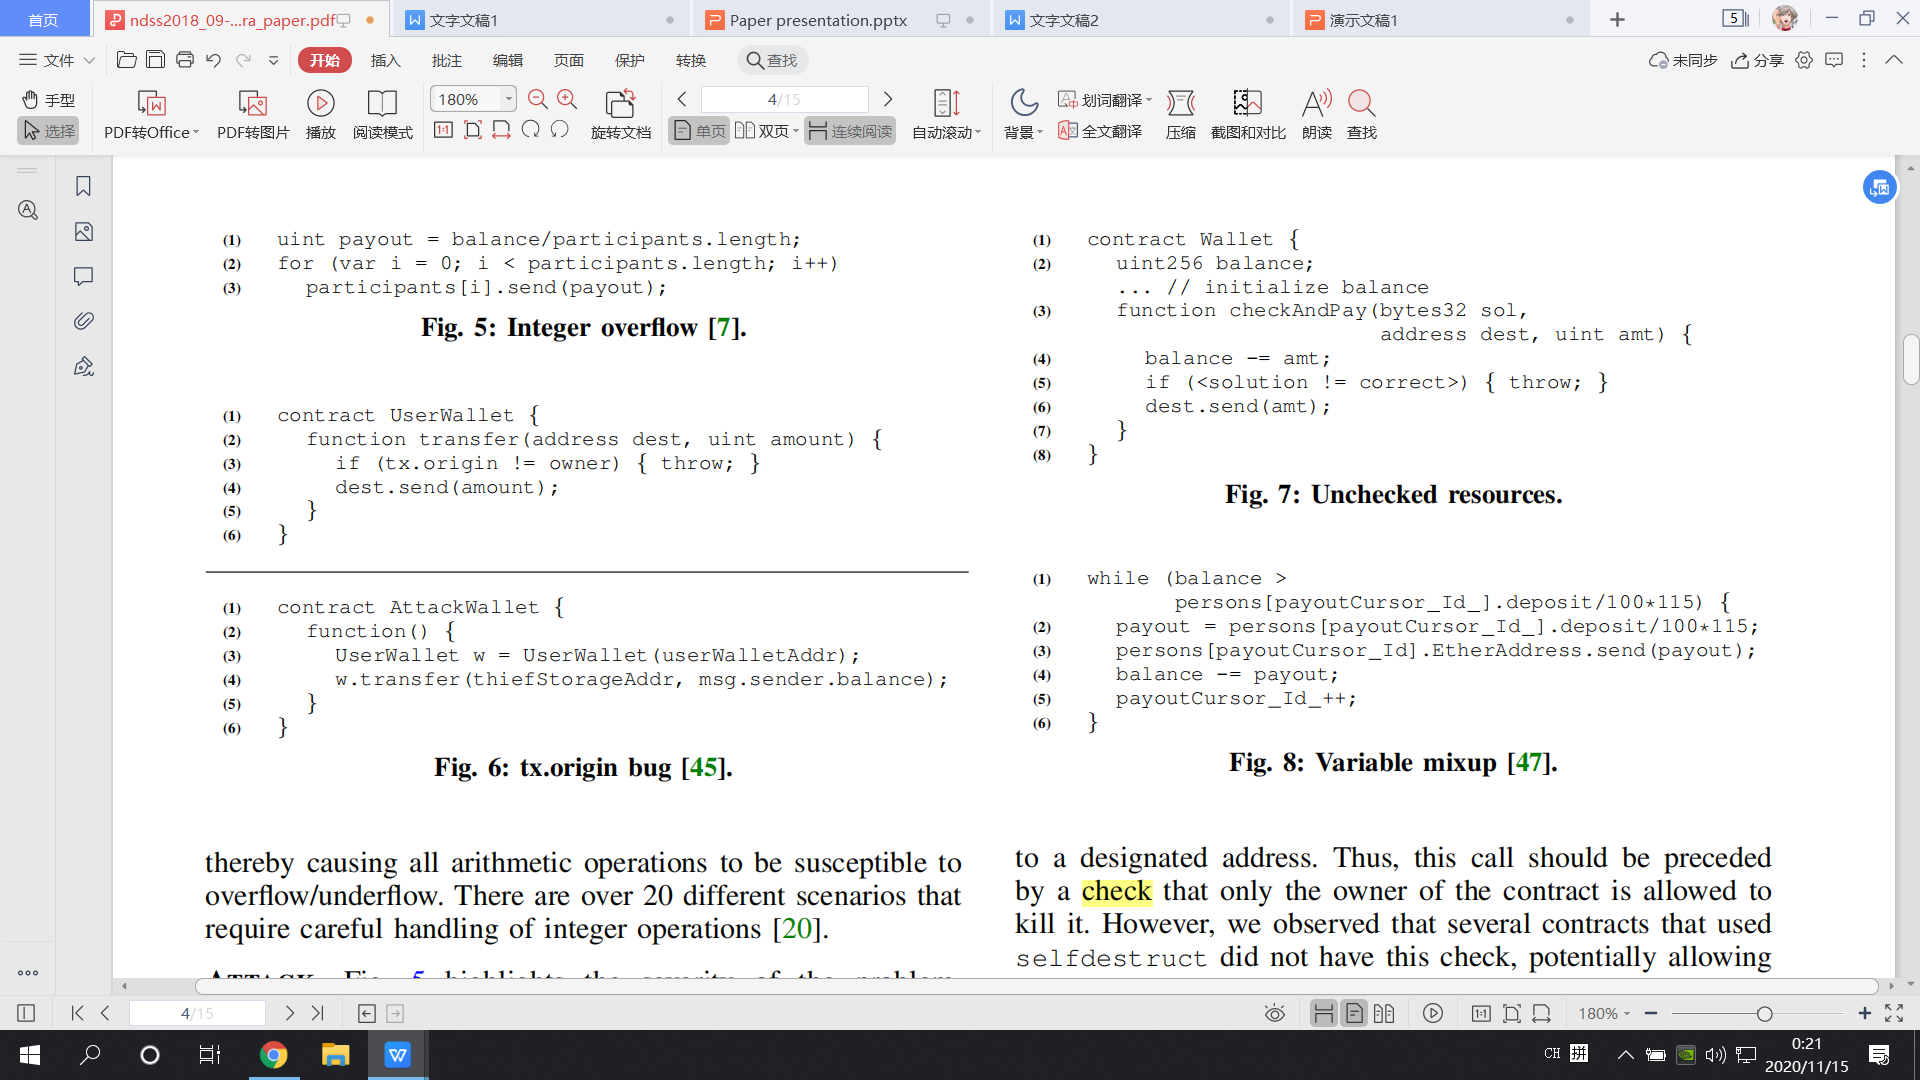 首页
ndss2018_09-...ra_paper.pdf
文字文稿1
Paper presentation.pptx
文字文稿2
演示文稿1
5
文件
开始
插入
批注
编辑
页面
保护
转换
查找
未同步
分享
手型
选择
PDF转Office
PDF转图片
播放
阅读模式
180%
旋转文档
4/15
单页
双页
连续阅读
自动滚动
背景
划词翻译
全文翻译
压缩
截图和对比
朗读
查找
(1) uint payout = balance/participants.length;
(2) for (var i = 0; i < participants.length; i++)
(3) participants[i].send(payout);
Fig. 5: Integer overflow [7].
(1) contract UserWallet {
(2) function transfer(address dest, uint amount) {
(3) if (tx.origin != owner) { throw; }
(4) dest.send(amount);
(5) }
(6) }
(1) contract AttackWallet {
(2) function() {
(3) UserWallet w = UserWallet(userWalletAddr);
(4) w.transfer(thiefStorageAddr, msg.sender.balance);
(5) }
(6) }
Fig. 6: tx.origin bug [45].
thereby causing all arithmetic operations to be susceptible to
overflow/underflow. There are over 20 different scenarios that
require careful handling of integer operations [20].
ATTACK. Fig. 5 highlights the severity of the problem.
(1) contract Wallet {
(2) uint256 balance;
... // initialize balance
(3) function checkAndPay(bytes32 sol,
address dest, uint amt) {
(4) balance -= amt;
(5) if (<solution != correct>) { throw; }
(6) dest.send(amt);
(7) }
(8) }
Fig. 7: Unchecked resources.
(1) while (balance >
persons[payoutCursor_Id_].deposit/100*115) {
(2) payout = persons[payoutCursor_Id_].deposit/100*115;
(3) persons[payoutCursor_Id].EtherAddress.send(payout);
(4) balance -= payout;
(5) payoutCursor_Id_++;
(6) }
Fig. 8: Variable mixup [47].
to a designated address. Thus, this call should be preceded
by a check that only the owner of the contract is allowed to
kill it. However, we observed that several contracts that used
selfdestruct did not have this check, potentially allowing
4/15
180%
CH 拼
0:21
2020/11/15